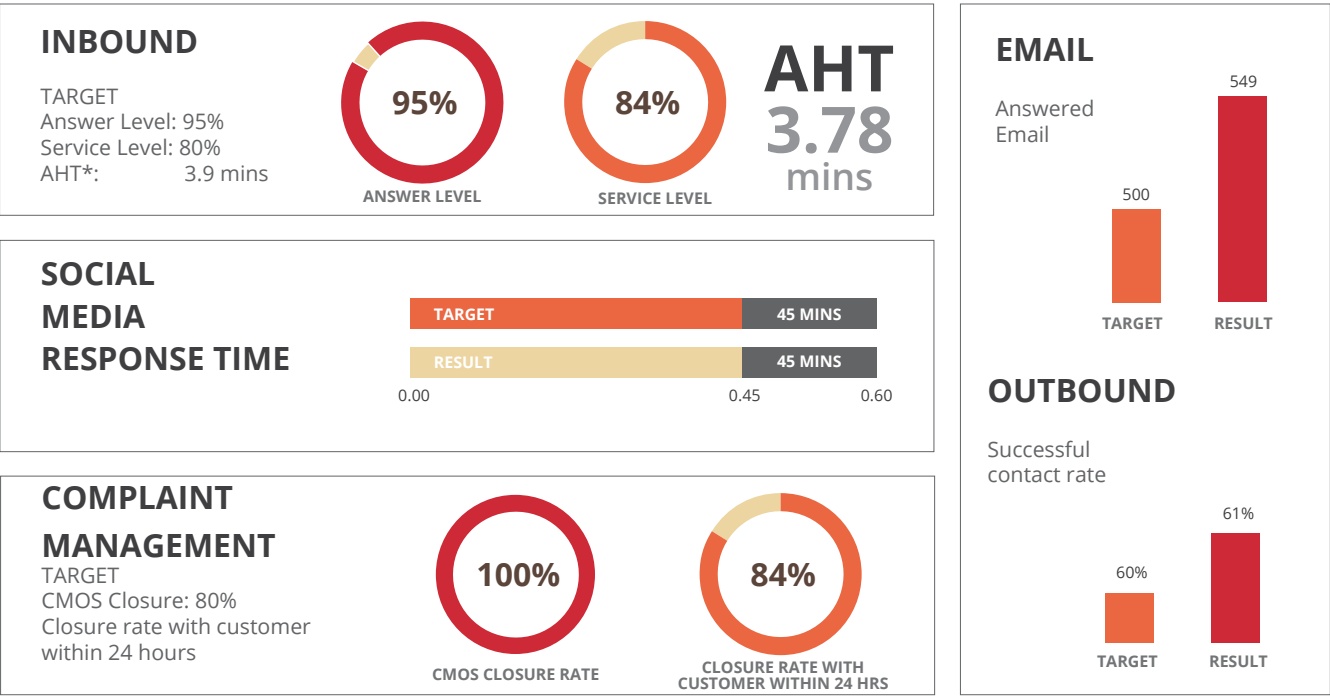 INBOUND
TARGET
Answer Level: 95%
Service Level: 80%
AHT*: 3.9 mins
95%
ANSWER LEVEL
84%
SERVICE LEVEL
AHT
3.78
mins
SOCIAL
MEDIA
RESPONSE TIME
TARGET 45 MINS
RESULT 45 MINS
0.00 0.45 0.60
COMPLAINT
MANAGEMENT
TARGET
CMOS Closure: 80%
Closure rate with customer
within 24 hours
100%
CMOS CLOSURE RATE
84%
CLOSURE RATE WITH
CUSTOMER WITHIN 24 HRS
EMAIL
Answered
Email
500
549
TARGET RESULT
OUTBOUND
Successful
contact rate
60%
61%
TARGET RESULT